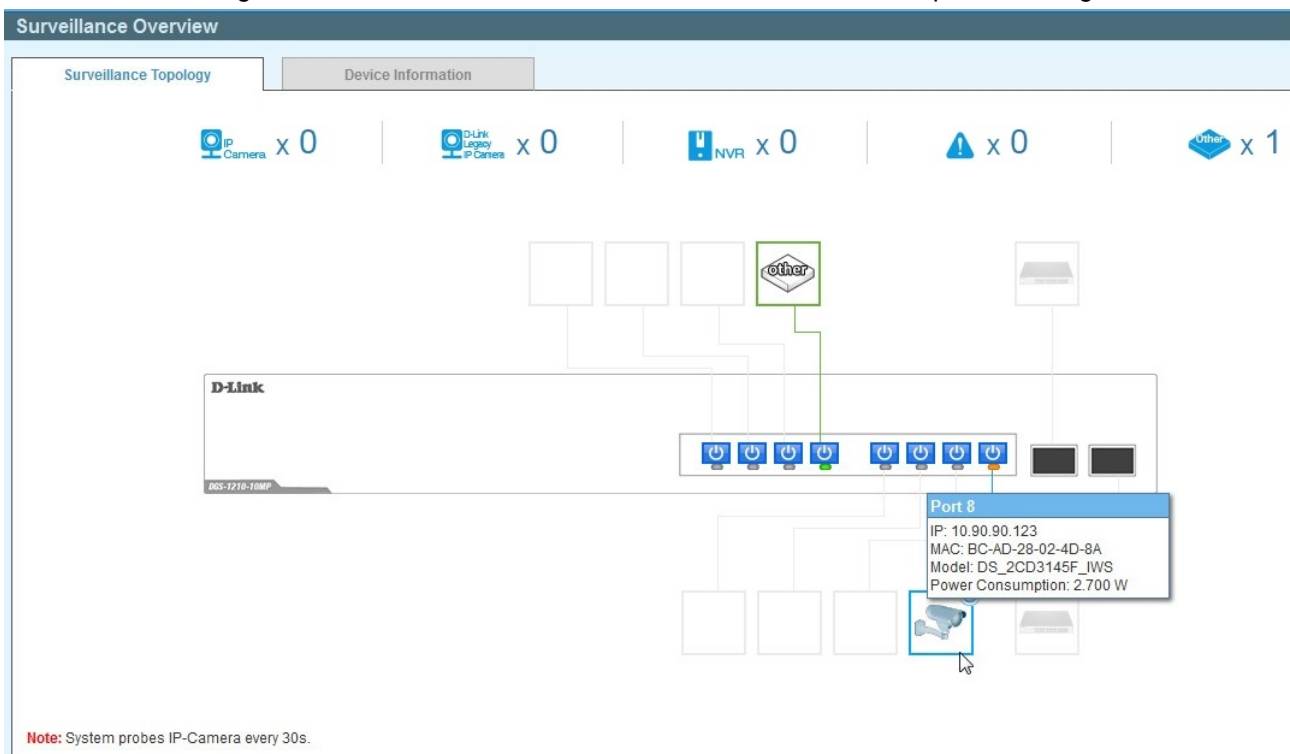 Surveillance Overview
Surveillance Topology
Device Information
IP Camera x 0
D-Link Legacy IP Camera x 0
NVR x 0
x 0
Other x 1
other
D-Link
DGS-1210-10MP
Port 8
IP: 10.90.90.123
MAC: BC-AD-28-02-4D-8A
Model: DS_2CD3145F_IWS
Power Consumption: 2.700 W
Note: System probes IP-Camera every 30s.